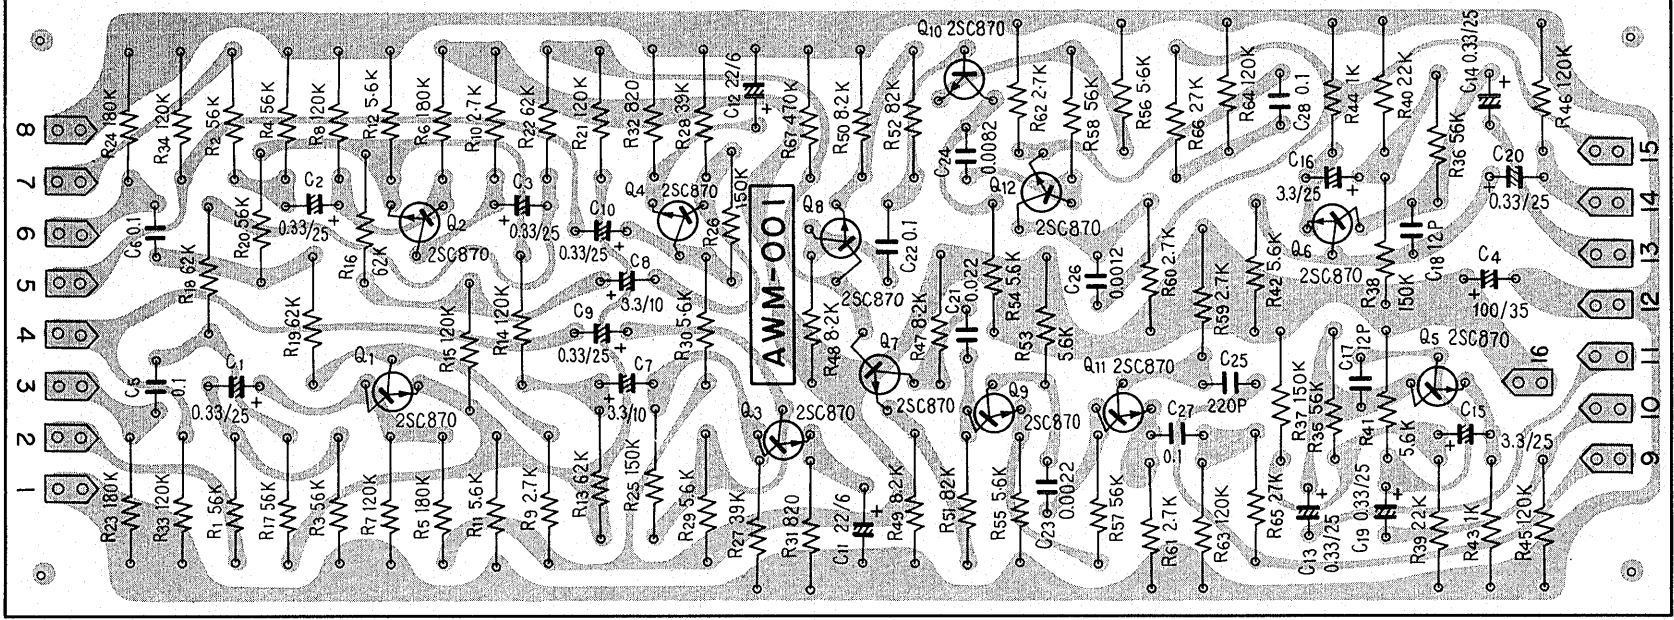 8
7
6
5
4
3
2
1
R24 180K
R34 120K
R2 56K
R4 56K
R8 120K
R12 5.6K
R6 180K
R10 2.7K
R22 62K
R21 120K
R32 820
R28 39K
C12 22/6
+
R67 470K
R50 8.2K
R52 82K
Q10 2SC870
R62 2.7K
R58 56K
R56 5.6K
R66 27K
R64 120K
C28 0.1
R44 1K
R40 22K
C14 0.33/25
+
R46 120K
C24
0.0082
R36 56K
C6 0.1
R18 62K
R20 56K
C2
+
0.33/25
R16
62K
Q2
2SC870
C3
+
0.33/25
C10
+
0.33/25
Q4 2SC870
R26
150K
AWM-001
Q8
2SC870
C22 0.1
Q12
2SC870
C16
+
3.3/25
Q6
2SC870
C20
+
0.33/25
C18 12P
R38
150K
C4
+
100/35
C8
+
3.3/10
C9
+
0.33/25
C7
+
3.3/10
R19 62K
R15 120K
R14 120K
R30 5.6K
R48 8.2K
R47 8.2K
C21
0.022
R54 5.6K
R53
5.6K
C26
0.0012
R60 2.7K
R59 2.7K
R42 5.6K
C5
0.1
C1
+
0.33/25
Q1
2SC870
Q3
2SC870
Q7
2SC870
Q9
2SC870
Q11 2SC870
C25
220P
C27
0.1
R37 150K
R35 56K
C17
12P
R41
5.6K
Q5
2SC870
C15
+
3.3/25
R23 180K
R33 120K
R1 56K
R17 56K
R3 56K
R7 120K
R5 180K
R11 5.6K
R9 2.7K
R13 62K
R25 150K
R29 5.6K
R27 39K
R31 820
C11 22/6
+
R49 8.2K
R51 82K
R55 5.6K
C23
0.0022
R57 56K
R61 2.7K
R63 120K
R65 27K
C13
+
0.33/25
C19 0.33/25
+
R39 22K
R43 1K
R45 120K
15
14
13
12
11
16
10
9